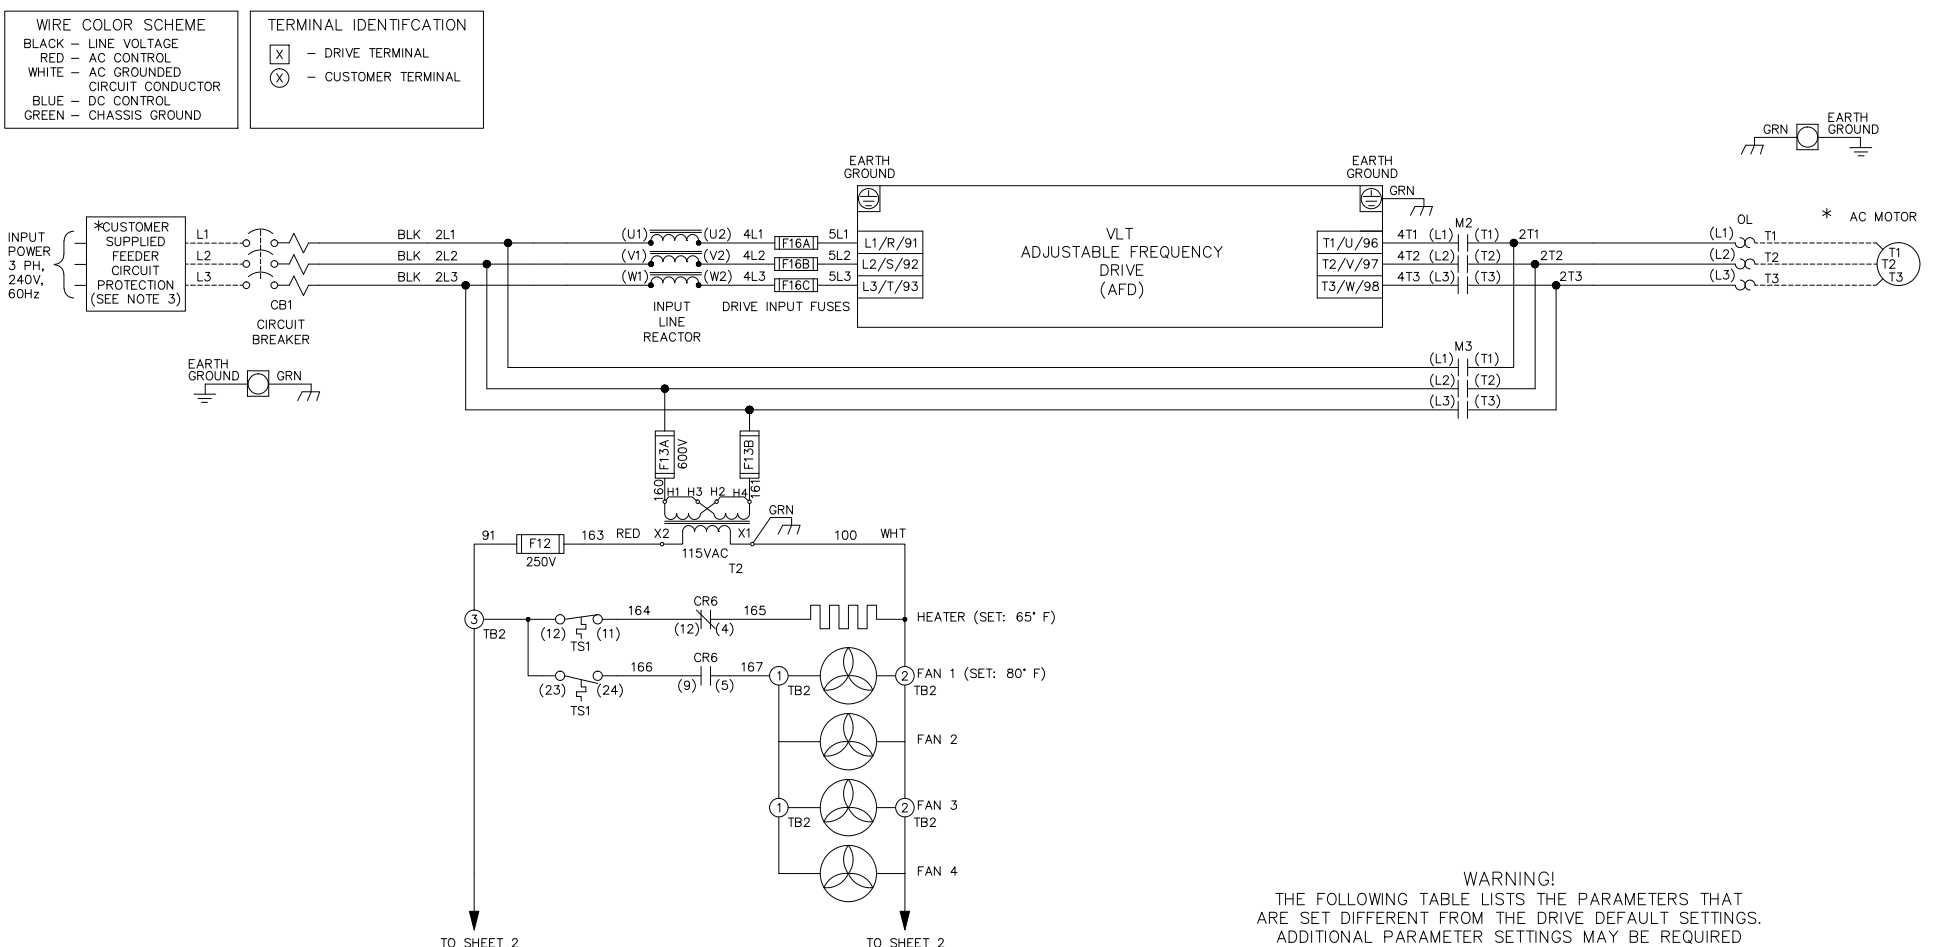 WIRE COLOR SCHEME
BLACK – LINE VOLTAGE
RED – AC CONTROL
WHITE – AC GROUNDED
CIRCUIT CONDUCTOR
BLUE – DC CONTROL
GREEN – CHASSIS GROUND
TERMINAL IDENTIFCATION
X – DRIVE TERMINAL
X – CUSTOMER TERMINAL
GRN
EARTH
GROUND
INPUT
POWER
3 PH,
240V,
60Hz
*CUSTOMER
SUPPLIED
FEEDER
CIRCUIT
PROTECTION
(SEE NOTE 3)
L1
L2
L3
CB1
CIRCUIT
BREAKER
BLK 2L1
BLK 2L2
BLK 2L3
(U1) (U2) 4L1 F16A 5L1
(V1) (V2) 4L2 F16B 5L2
(W1) (W2) 4L3 F16C 5L3
INPUT
LINE
REACTOR
DRIVE INPUT FUSES
EARTH
GROUND
L1/R/91
L2/S/92
L3/T/93
VLT
ADJUSTABLE FREQUENCY
DRIVE
(AFD)
EARTH
GROUND
GRN
T1/U/96
T2/V/97
T3/W/98
M2
4T1 (L1) (T1) 2T1
4T2 (L2) (T2) 2T2
4T3 (L3) (T3) 2T3
OL
(L1) T1
(L2) T2
(L3) T3
* AC MOTOR
T1
T2
T3
M3
(L1) (T1)
(L2) (T2)
(L3) (T3)
EARTH
GROUND
GRN
F13A
600V
F13B
160
161
H1 H3 H2 H4
GRN
91
F12
250V
163 RED X2
X1
115VAC
T2
100 WHT
3
TB2
(12) (11)
TS1
164
CR6
(12) (4)
165
HEATER (SET: 65° F)
(23) (24)
TS1
166
CR6
(9) (5)
167
1
TB2
2
TB2
FAN 1 (SET: 80° F)
FAN 2
1
TB2
2
TB2
FAN 3
FAN 4
TO SHEET 2
TO SHEET 2
WARNING!
THE FOLLOWING TABLE LISTS THE PARAMETERS THAT
ARE SET DIFFERENT FROM THE DRIVE DEFAULT SETTINGS.
ADDITIONAL PARAMETER SETTINGS MAY BE REQUIRED